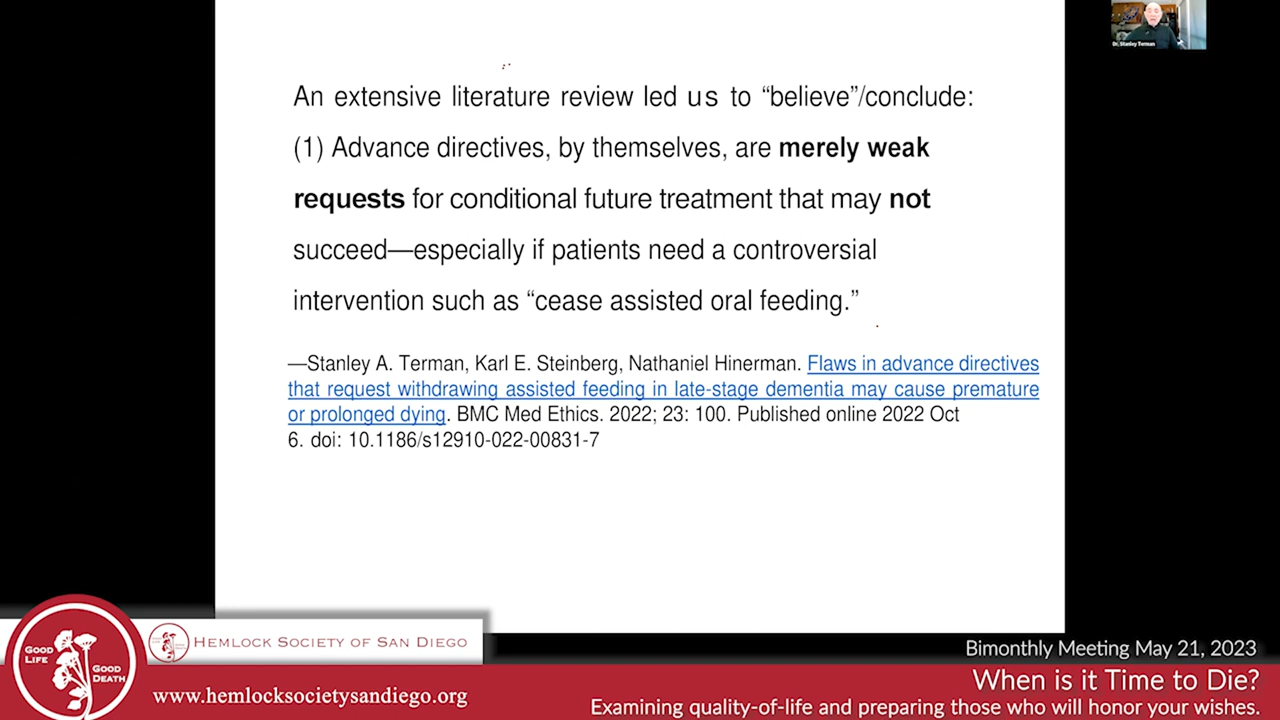 Dr. Stanley Terman
An extensive literature review led us to “believe”/conclude:
(1) Advance directives, by themselves, are merely weak
requests for conditional future treatment that may not
succeed—especially if patients need a controversial
intervention such as “cease assisted oral feeding.”
—Stanley A. Terman, Karl E. Steinberg, Nathaniel Hinerman. Flaws in advance directives
that request withdrawing assisted feeding in late-stage dementia may cause premature
or prolonged dying. BMC Med Ethics. 2022; 23: 100. Published online 2022 Oct
6. doi: 10.1186/s12910-022-00831-7
GOOD
LIFE
GOOD
DEATH
HEMLOCK SOCIETY OF SAN DIEGO
www.hemlocksocietysandiego.org
Bimonthly Meeting May 21, 2023
When is it Time to Die?
Examining quality-of-life and preparing those who will honor your wishes.